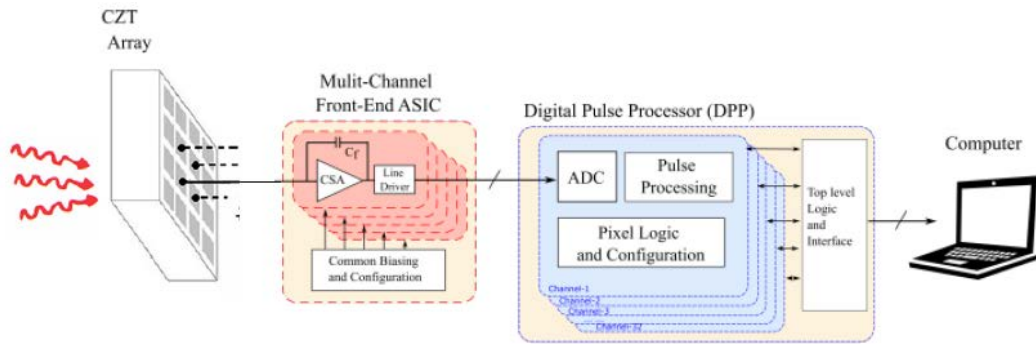 CZT
Array
Mulit-Channel
Front-End ASIC
Cf
CSA
Line
Driver
Common Biasing
and Configuration
Digital Pulse Processor (DPP)
ADC
Pulse
Processing
Pixel Logic
and Configuration
Channel-1
Channel-2
Channel-3
Channel-32
Top level
Logic
and
Interface
Computer